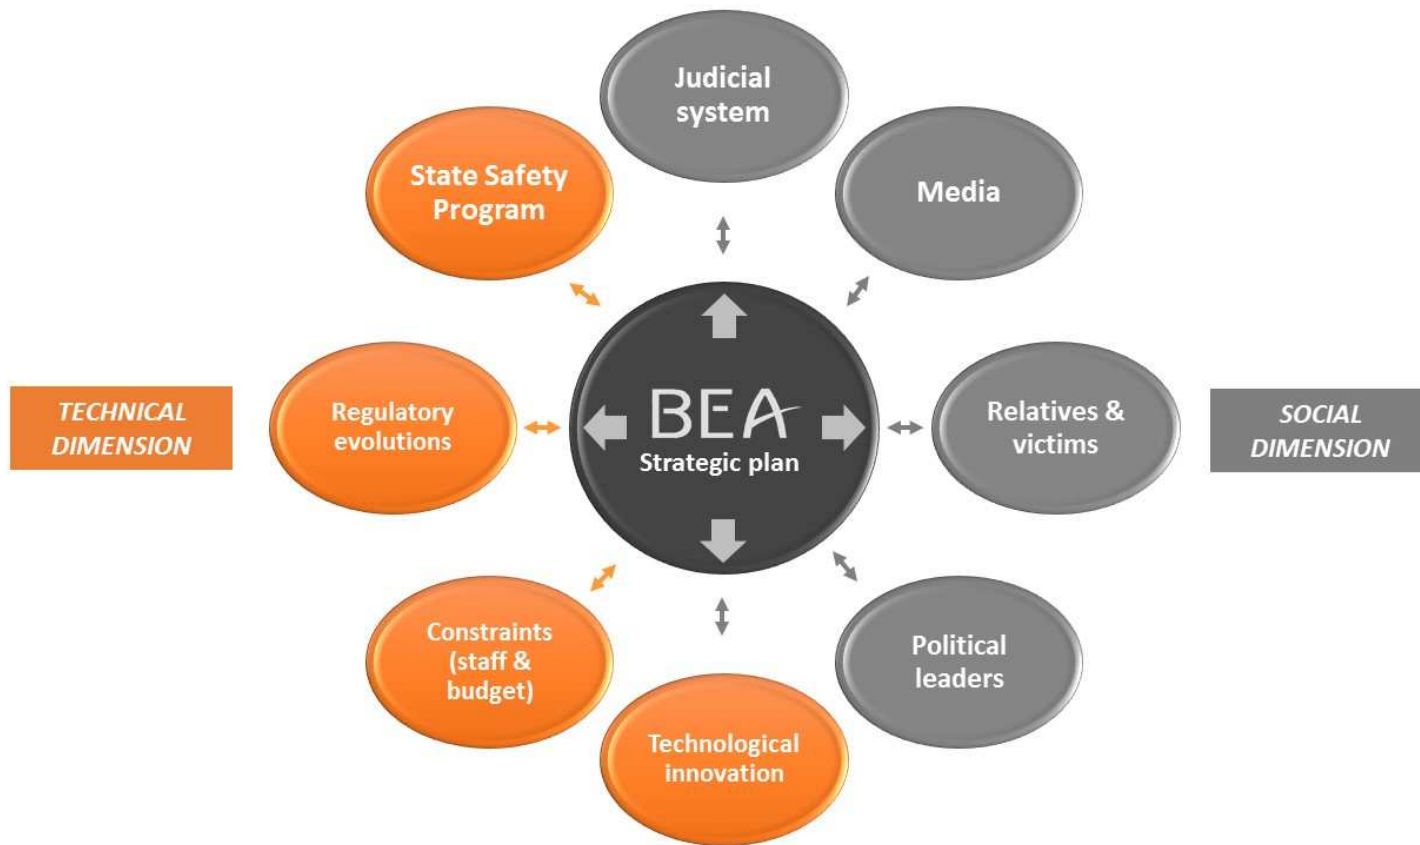 Judicial
system
State Safety
Program
Media
TECHNICAL
DIMENSION
Regulatory
evolutions
BEA
Strategic plan
Relatives &
victims
SOCIAL
DIMENSION
Constraints
(staff &
budget)
Political
leaders
Technological
innovation